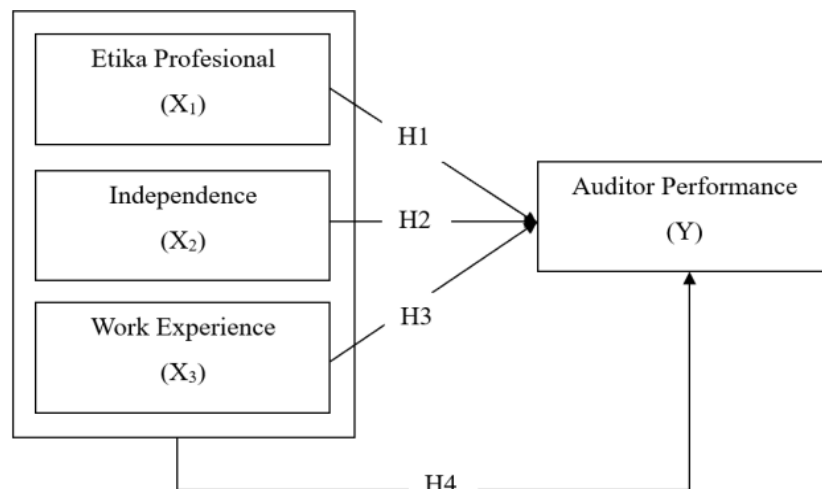 Etika Profesional
(X₁)
H1
Independence
(X₂)
H2
Auditor Performance
(Y)
Work Experience
(X₃)
H3
H4